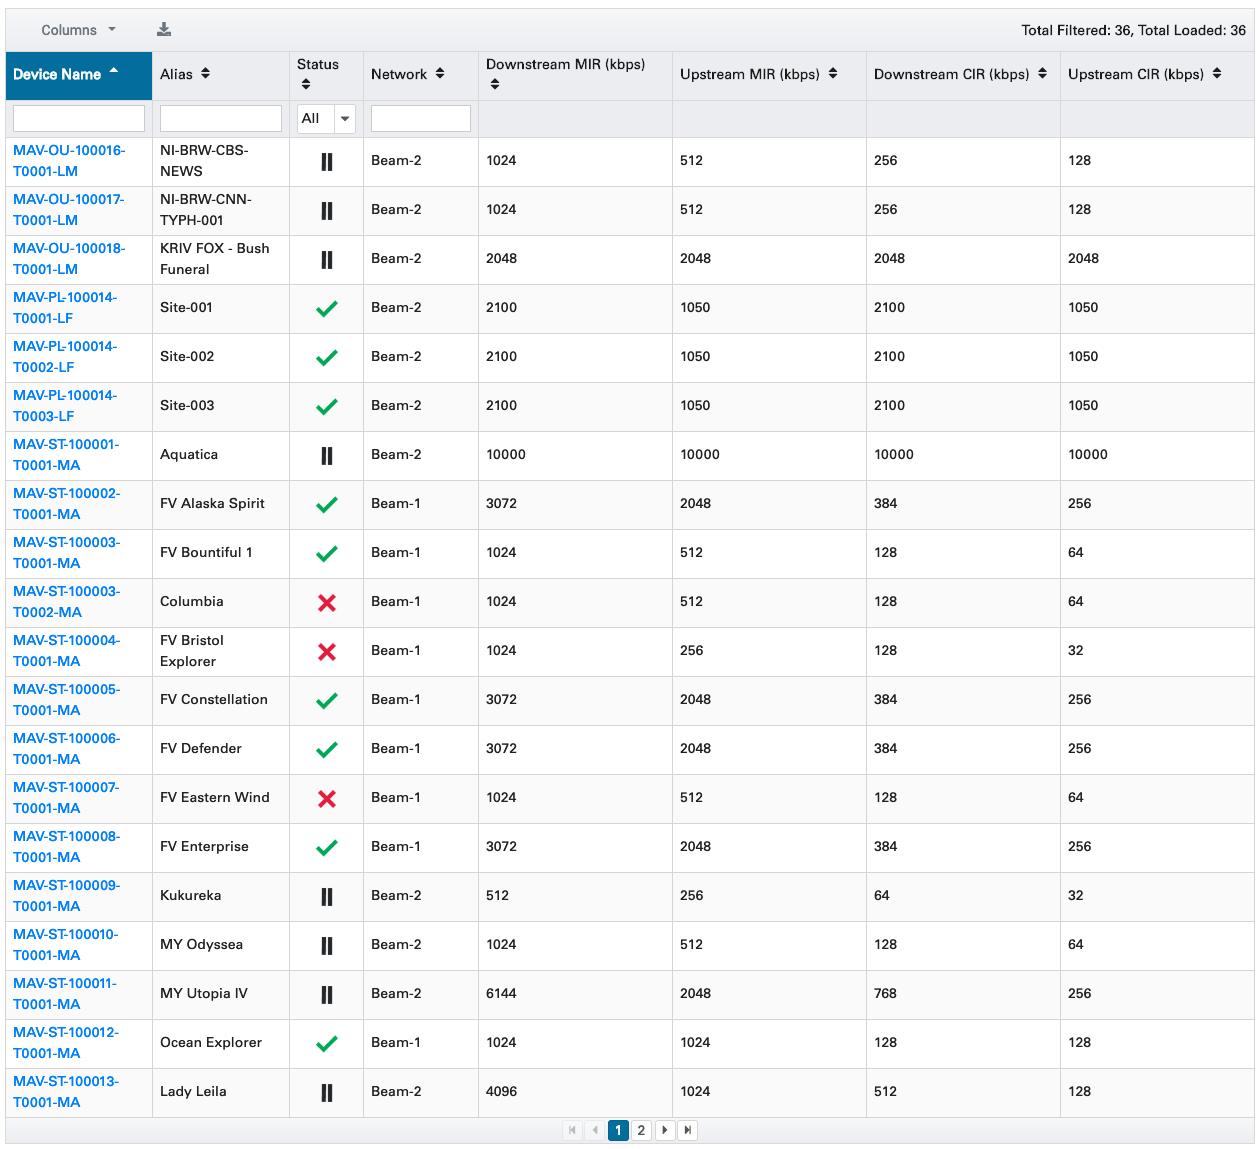 Columns
Total Filtered: 36, Total Loaded: 36
Device Name Alias Status Network Downstream MIR (kbps) Upstream MIR (kbps) Downstream CIR (kbps) Upstream CIR (kbps)
All
MAV-OU-100016-
T0001-LM
NI-BRW-CBS-
NEWS
Beam-2 1024 512 256 128
MAV-OU-100017-
T0001-LM
NI-BRW-CNN-
TYPH-001
Beam-2 1024 512 256 128
MAV-OU-100018-
T0001-LM
KRIV FOX - Bush
Funeral
Beam-2 2048 2048 2048 2048
MAV-PL-100014-
T0001-LF
Site-001 Beam-2 2100 1050 2100 1050
MAV-PL-100014-
T0002-LF
Site-002 Beam-2 2100 1050 2100 1050
MAV-PL-100014-
T0003-LF
Site-003 Beam-2 2100 1050 2100 1050
MAV-ST-100001-
T0001-MA
Aquatica Beam-2 10000 10000 10000 10000
MAV-ST-100002-
T0001-MA
FV Alaska Spirit Beam-1 3072 2048 384 256
MAV-ST-100003-
T0001-MA
FV Bountiful 1 Beam-1 1024 512 128 64
MAV-ST-100003-
T0002-MA
Columbia Beam-1 1024 512 128 64
MAV-ST-100004-
T0001-MA
FV Bristol
Explorer
Beam-1 1024 256 128 32
MAV-ST-100005-
T0001-MA
FV Constellation Beam-1 3072 2048 384 256
MAV-ST-100006-
T0001-MA
FV Defender Beam-1 3072 2048 384 256
MAV-ST-100007-
T0001-MA
FV Eastern Wind Beam-1 1024 512 128 64
MAV-ST-100008-
T0001-MA
FV Enterprise Beam-1 3072 2048 384 256
MAV-ST-100009-
T0001-MA
Kukureka Beam-2 512 256 64 32
MAV-ST-100010-
T0001-MA
MY Odyssea Beam-2 1024 512 128 64
MAV-ST-100011-
T0001-MA
MY Utopia IV Beam-2 6144 2048 768 256
MAV-ST-100012-
T0001-MA
Ocean Explorer Beam-1 1024 1024 128 128
MAV-ST-100013-
T0001-MA
Lady Leila Beam-2 4096 1024 512 128
1 2